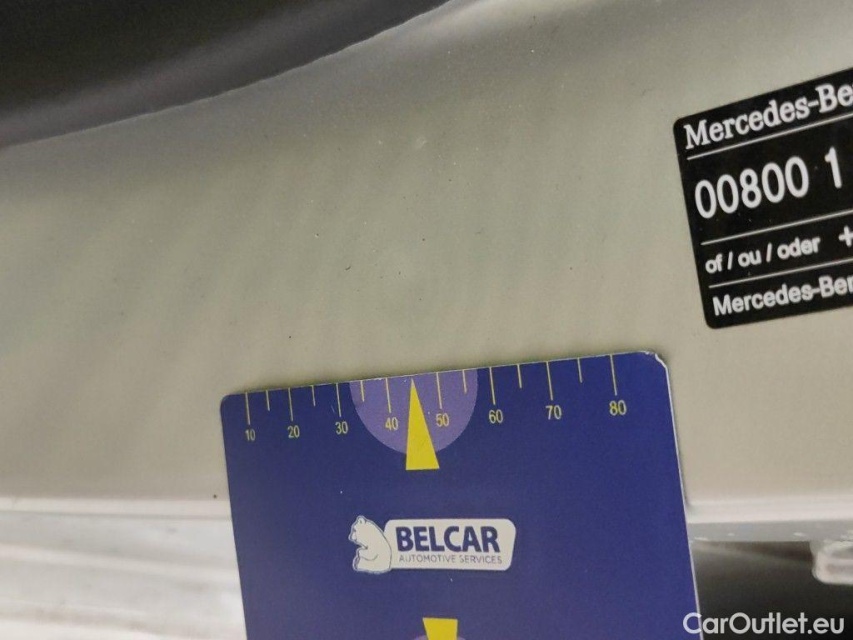 Mercedes-Be
00800 1
of / ou / oder +
Mercedes-Ber
10 20 30 40 50 60 70 80
BELCAR
AUTOMOTIVE SERVICES
CarOutlet.eu